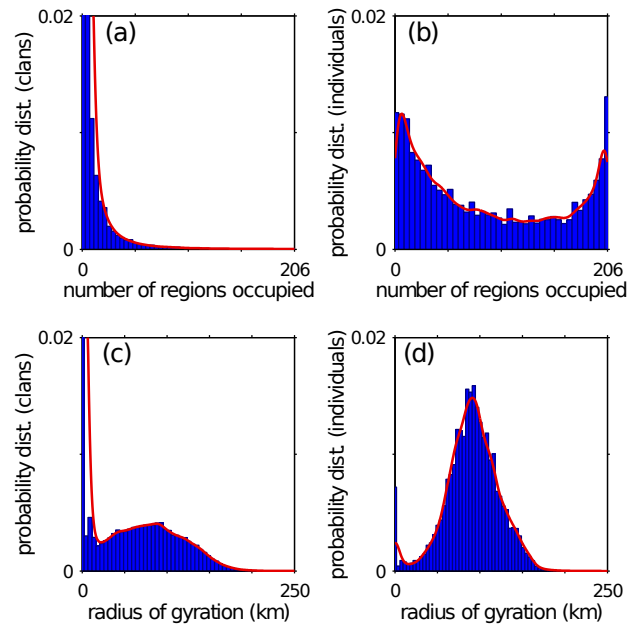 0.02
(a)
probability dist. (clans)
0
0
206
number of regions occupied
0.02
(b)
probability dist. (individuals)
0
0
206
number of regions occupied
0.02
(c)
probability dist. (clans)
0
0
250
radius of gyration (km)
0.02
(d)
probability dist. (individuals)
0
0
250
radius of gyration (km)